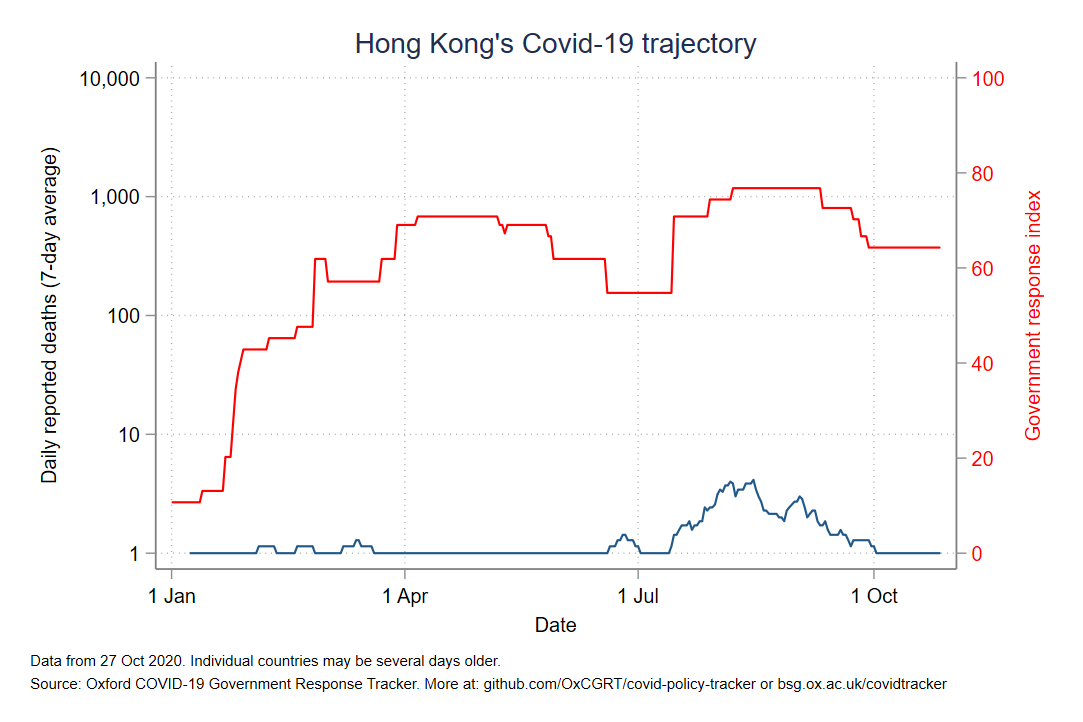 Hong Kong's Covid-19 trajectory
10,000
1,000
100
10
1
Daily reported deaths (7-day average)
100
80
60
40
20
0
Government response index
1 Jan
1 Apr
1 Jul
1 Oct
Date
Data from 27 Oct 2020. Individual countries may be several days older.
Source: Oxford COVID-19 Government Response Tracker. More at: github.com/OxCGRT/covid-policy-tracker or bsg.ox.ac.uk/covidtracker